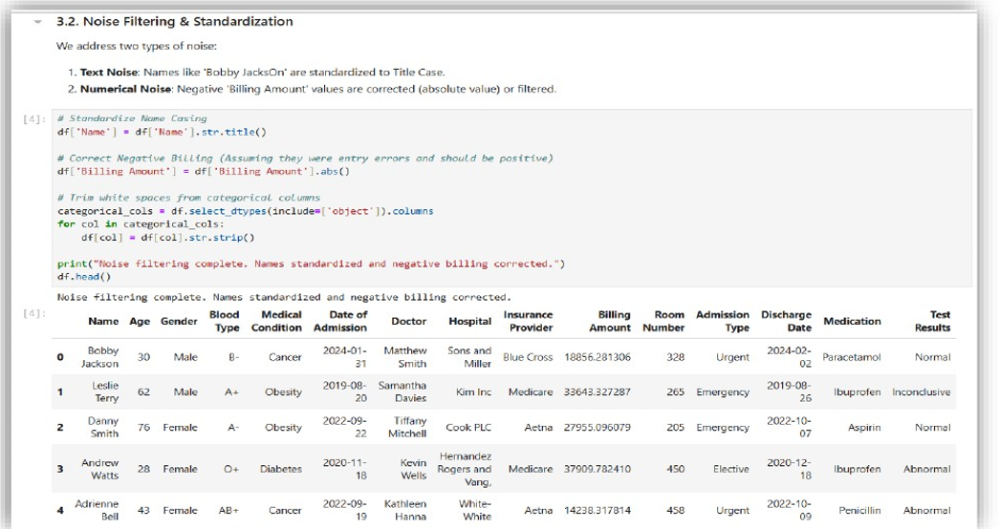 3.2. Noise Filtering & Standardization
We address two types of noise:
1. Text Noise: Names like 'Bobby JacksOn' are standardized to Title Case.
2. Numerical Noise: Negative 'Billing Amount' values are corrected (absolute value) or filtered.
[4]: # Standardize Name Casing
df['Name'] = df['Name'].str.title()
# Correct Negative Billing (Assuming they were entry errors and should be positive)
df['Billing Amount'] = df['Billing Amount'].abs()
# Trim white spaces from categorical columns
categorical_cols = df.select_dtypes(include=['object']).columns
for col in categorical_cols:
    df[col] = df[col].str.strip()
print("Noise filtering complete. Names standardized and negative billing corrected.")
df.head()
Noise filtering complete. Names standardized and negative billing corrected.
[4]:
Name Age Gender Blood Type Medical Condition Date of Admission Doctor Hospital Insurance Provider Billing Amount Room Number Admission Type Discharge Date Medication Test Results
0 Bobby Jackson 30 Male B- Cancer 2024-01-31 Matthew Smith Sons and Miller Blue Cross 18856.281306 328 Urgent 2024-02-02 Paracetamol Normal
1 Leslie Terry 62 Male A+ Obesity 2019-08-20 Samantha Davies Kim Inc Medicare 33643.327287 265 Emergency 2019-08-26 Ibuprofen Inconclusive
2 Danny Smith 76 Female A- Obesity 2022-09-22 Tiffany Mitchell Cook PLC Aetna 27955.096079 205 Emergency 2022-10-07 Aspirin Normal
3 Andrew Watts 28 Female O+ Diabetes 2020-11-18 Kevin Wells Hernandez Rogers and Vang, Medicare 37909.782410 450 Elective 2020-12-18 Ibuprofen Abnormal
4 Adrienne Bell 43 Female AB+ Cancer 2022-09-19 Kathleen Hanna White-White Aetna 14238.317814 458 Urgent 2022-10-09 Penicillin Abnormal